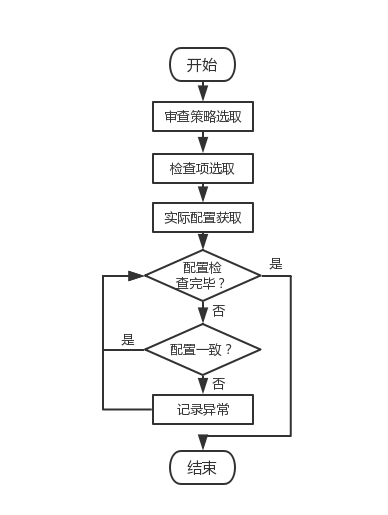 开始
审查策略选取
检查项选取
实际配置获取
配置检
查完毕？
是
否
配置一致？
是
否
记录异常
结束